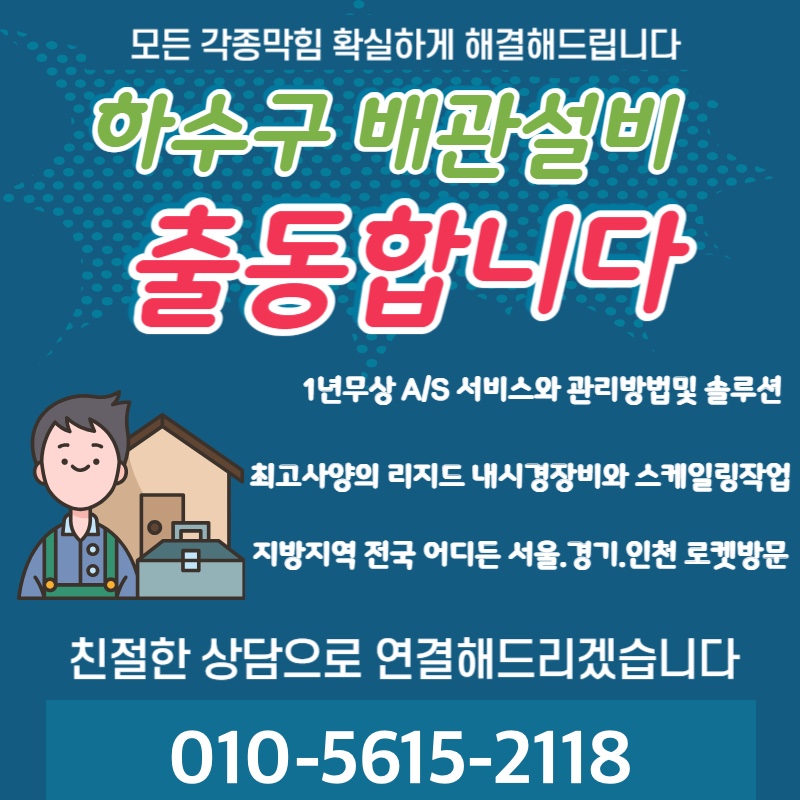 모든 각종막힘 확실하게 해결해드립니다
하수구 배관설비
출동합니다
1년무상 A/S 서비스와 관리방법및 솔루션
최고사양의 리지드 내시경장비와 스케일링작업
지방지역 전국 어디든 서울.경기.인천 로켓방문
친절한 상담으로 연결해드리겠습니다
010-5615-2118